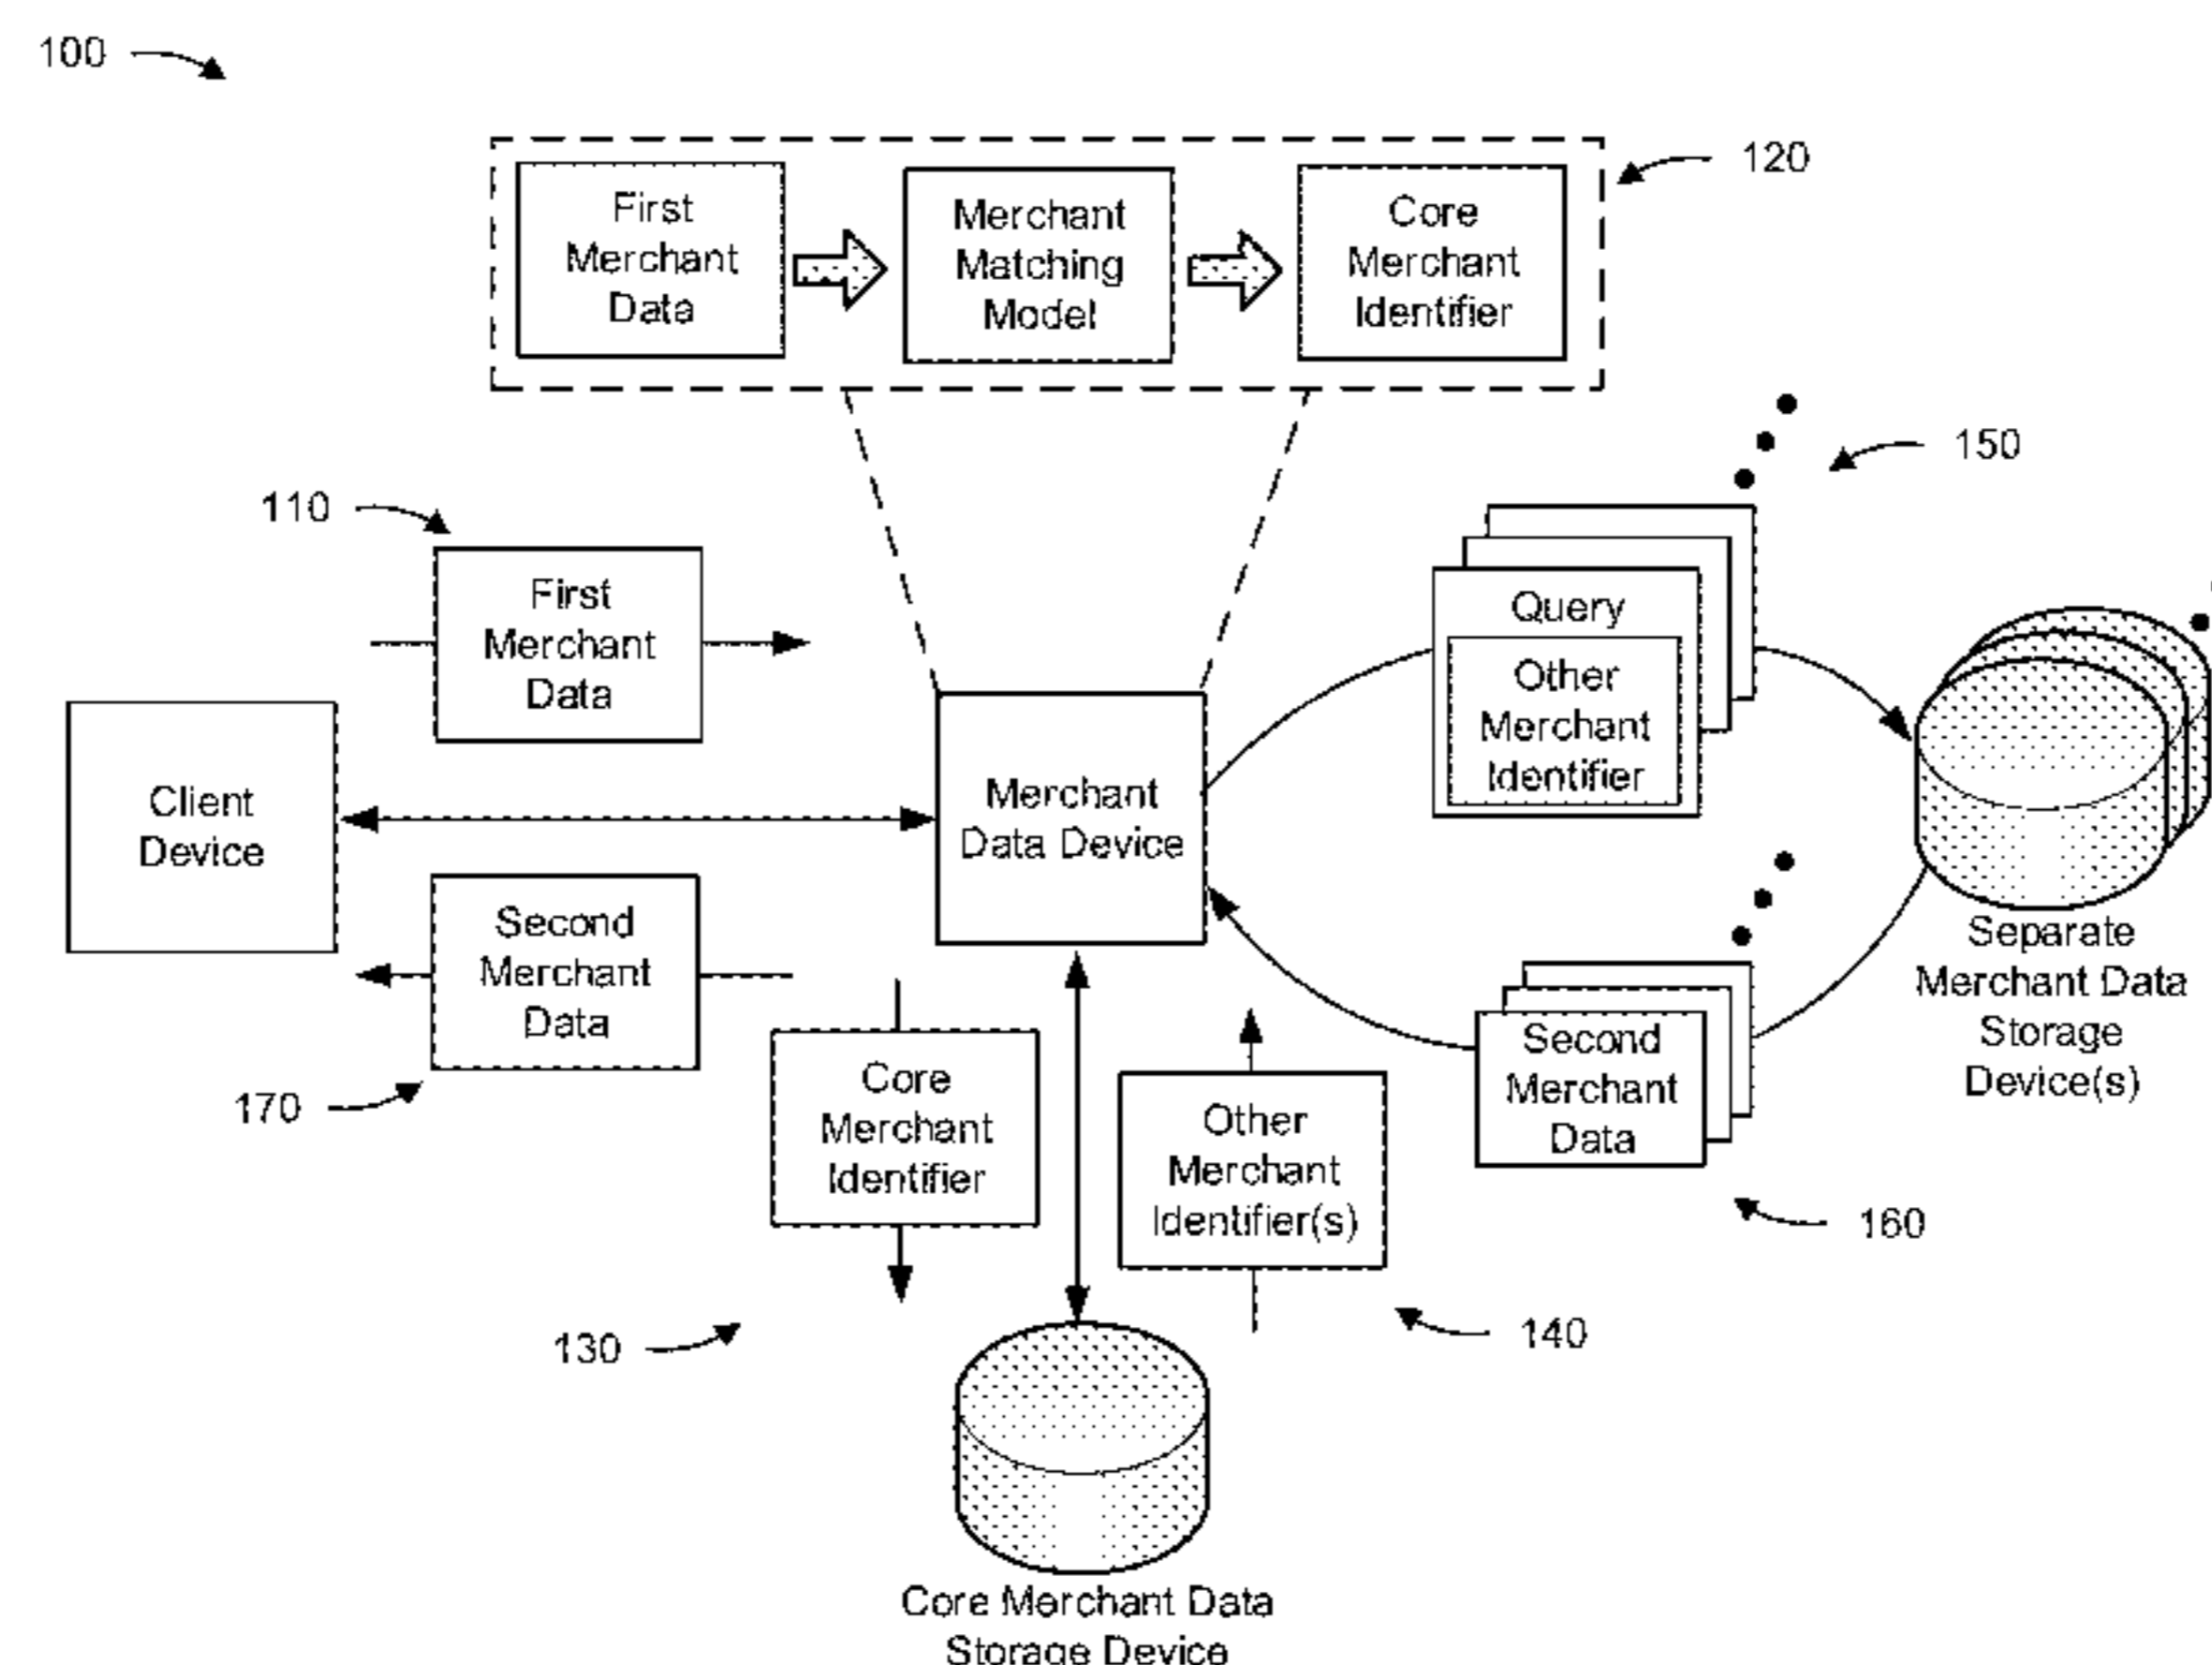 100
120
First
Merchant
Data
Merchant
Matching
Model
Core
Merchant
Identifier
150
110
First
Merchant
Data
Query
Other
Merchant
Identifier
Client
Device
Merchant
Data Device
Separate
Merchant Data
Storage
Device(s)
Second
Merchant
Data
170
Core
Merchant
Identifier
Other
Merchant
Identifier(s)
Second
Merchant
Data
160
130
140
Core Merchant Data
Storage Device